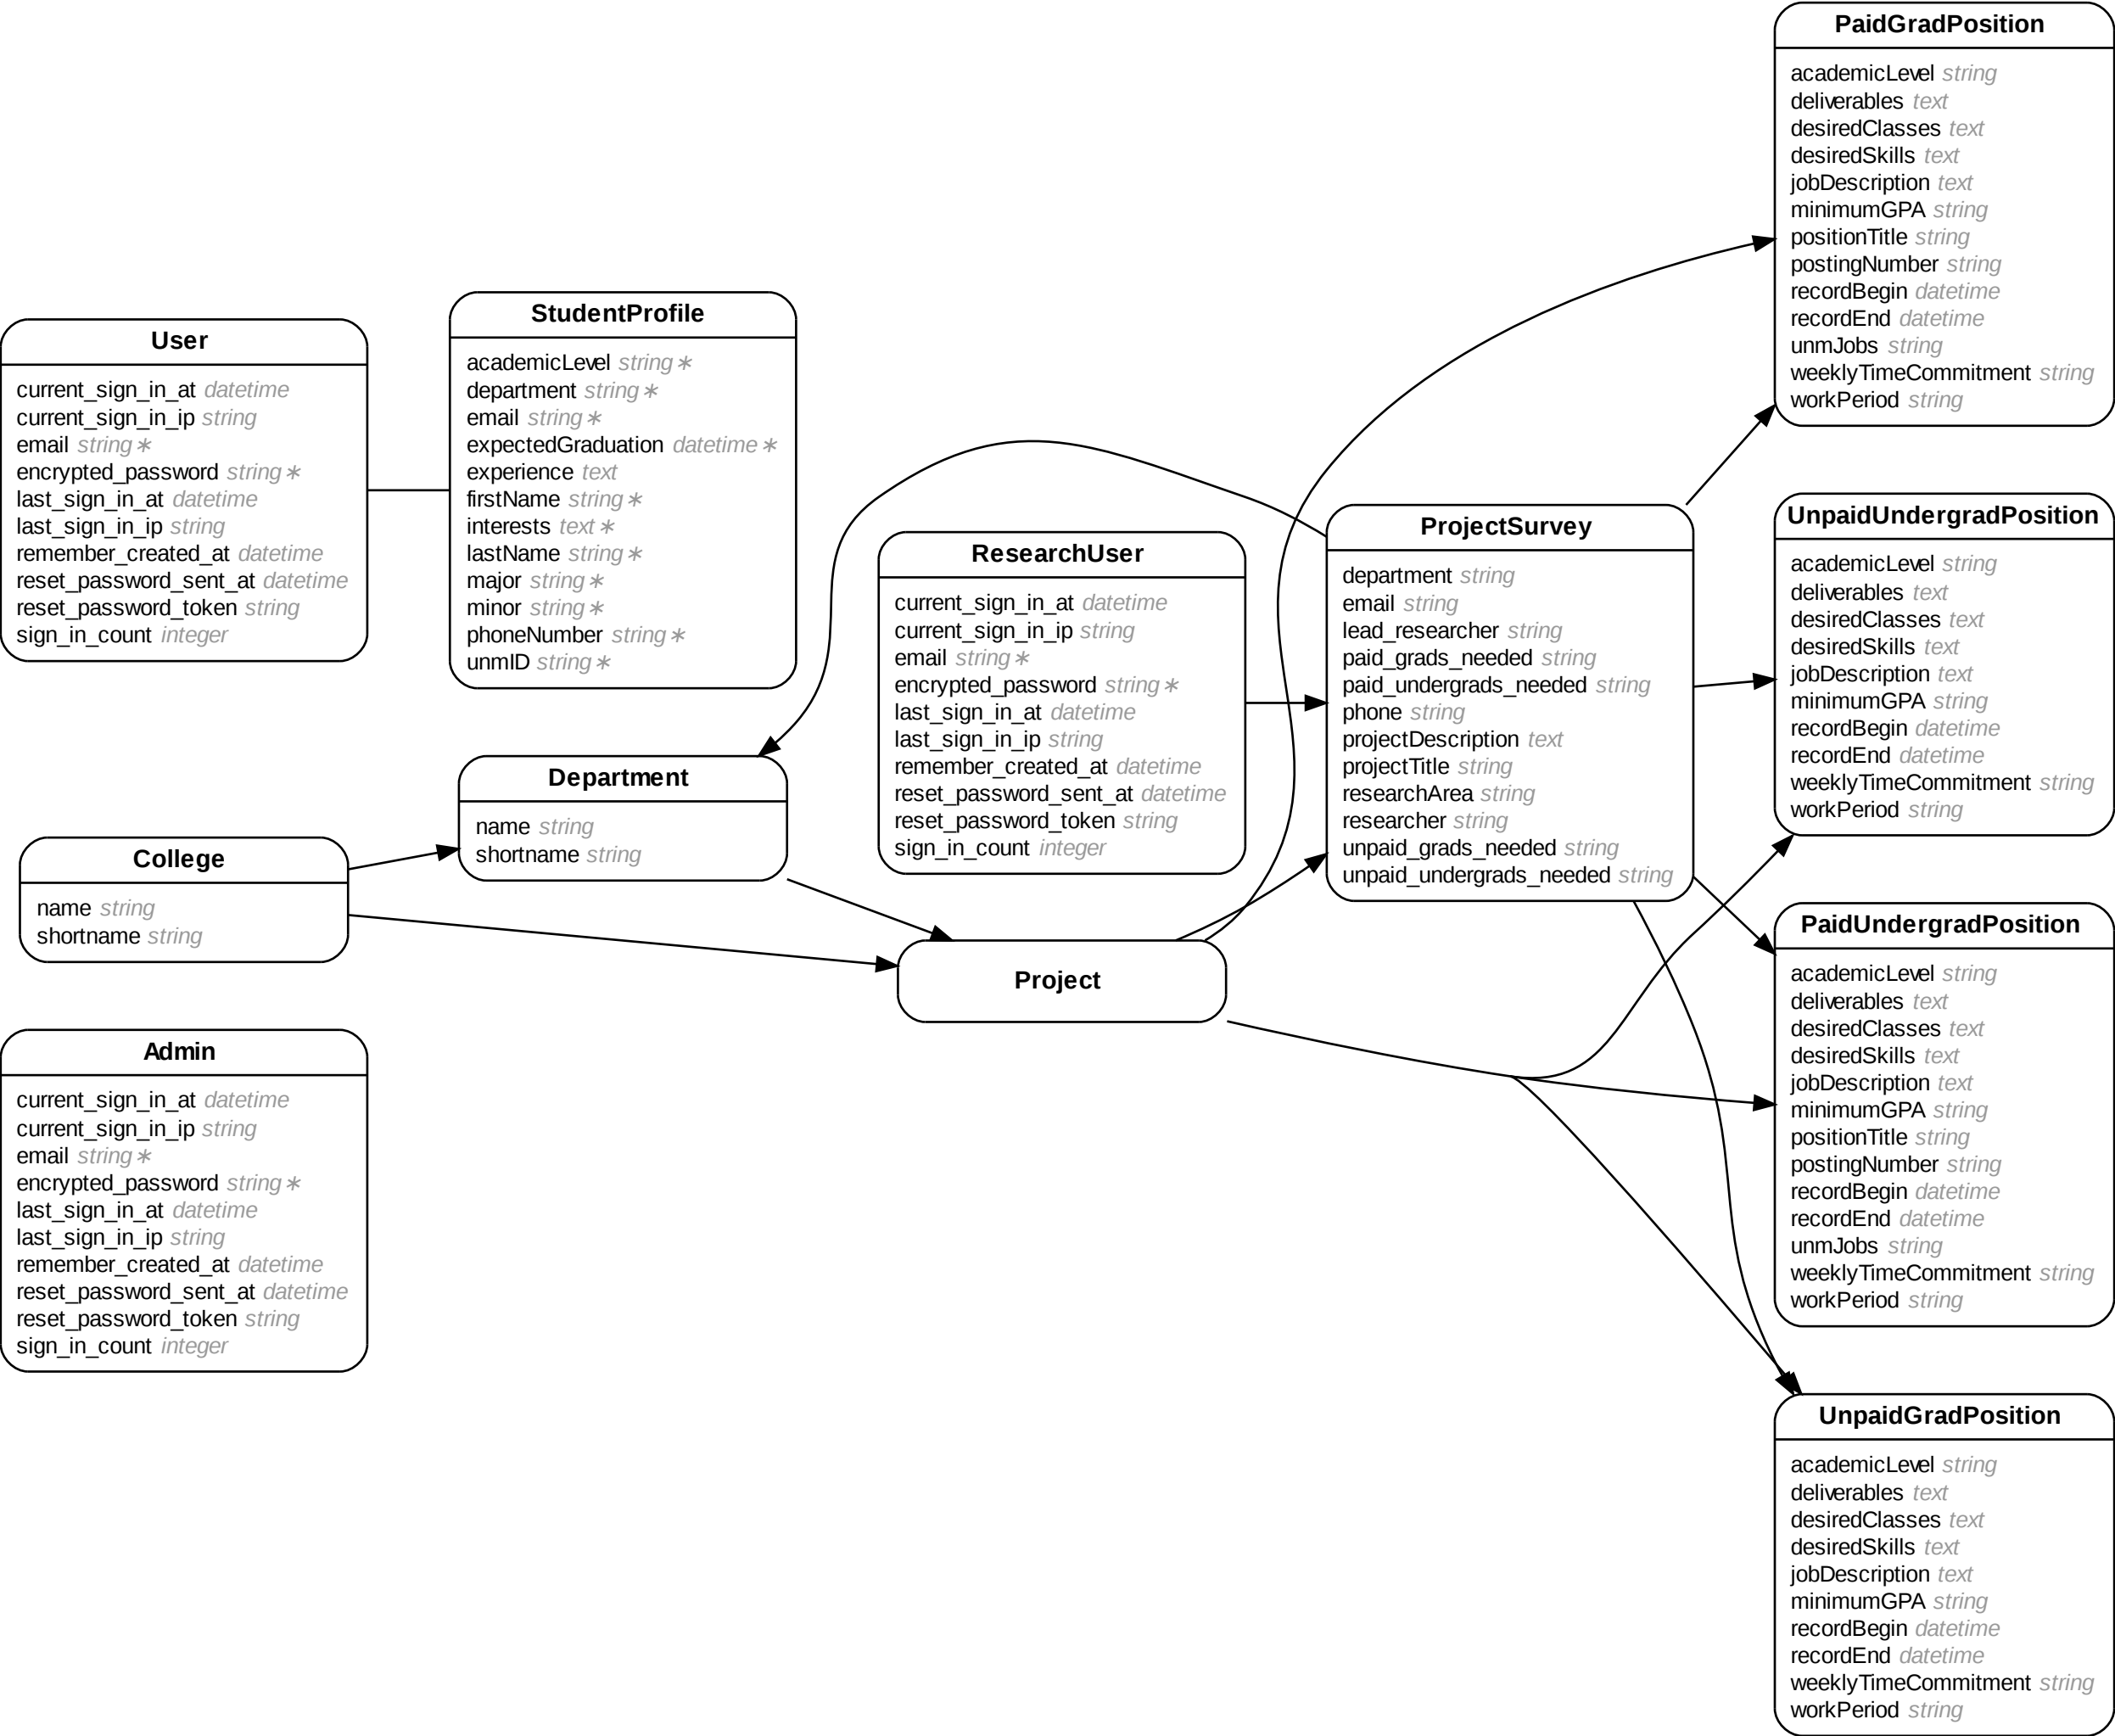 User
current_sign_in_at datetime
current_sign_in_ip string
email string∗
encrypted_password string∗
last_sign_in_at datetime
last_sign_in_ip string
remember_created_at datetime
reset_password_sent_at datetime
reset_password_token string
sign_in_count integer
StudentProfile
academicLevel string∗
department string∗
email string∗
expectedGraduation datetime∗
experience text
firstName string∗
interests text∗
lastName string∗
major string∗
minor string∗
phoneNumber string∗
unmID string∗
College
name string
shortname string
Department
name string
shortname string
Admin
current_sign_in_at datetime
current_sign_in_ip string
email string∗
encrypted_password string∗
last_sign_in_at datetime
last_sign_in_ip string
remember_created_at datetime
reset_password_sent_at datetime
reset_password_token string
sign_in_count integer
ResearchUser
current_sign_in_at datetime
current_sign_in_ip string
email string∗
encrypted_password string∗
last_sign_in_at datetime
last_sign_in_ip string
remember_created_at datetime
reset_password_sent_at datetime
reset_password_token string
sign_in_count integer
Project
ProjectSurvey
department string
email string
lead_researcher string
paid_grads_needed string
paid_undergrads_needed string
phone string
projectDescription text
projectTitle string
researchArea string
researcher string
unpaid_grads_needed string
unpaid_undergrads_needed string
PaidGradPosition
academicLevel string
deliverables text
desiredClasses text
desiredSkills text
jobDescription text
minimumGPA string
positionTitle string
postingNumber string
recordBegin datetime
recordEnd datetime
unmJobs string
weeklyTimeCommitment string
workPeriod string
UnpaidUndergradPosition
academicLevel string
deliverables text
desiredClasses text
desiredSkills text
jobDescription text
minimumGPA string
recordBegin datetime
recordEnd datetime
weeklyTimeCommitment string
workPeriod string
PaidUndergradPosition
academicLevel string
deliverables text
desiredClasses text
desiredSkills text
jobDescription text
minimumGPA string
positionTitle string
postingNumber string
recordBegin datetime
recordEnd datetime
unmJobs string
weeklyTimeCommitment string
workPeriod string
UnpaidGradPosition
academicLevel string
deliverables text
desiredClasses text
desiredSkills text
jobDescription text
minimumGPA string
recordBegin datetime
recordEnd datetime
weeklyTimeCommitment string
workPeriod string